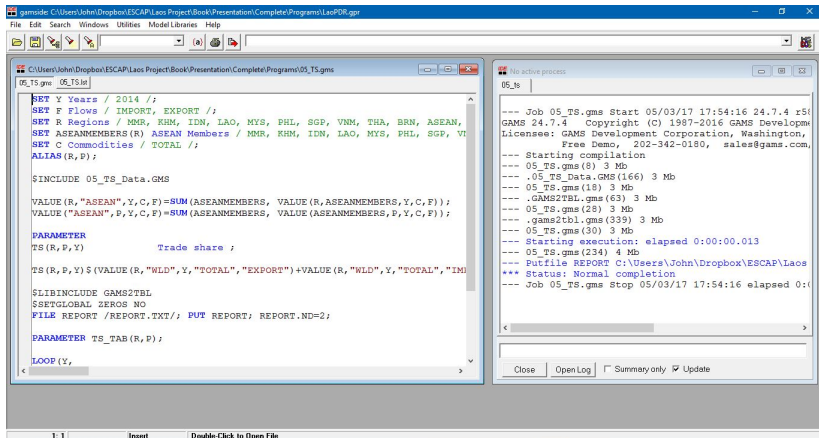 gamside: C:\Users\John\Dropbox\ESCAP\Laos Project\Book\Presentation\Complete\Programs\LaoPDR.gpr
File Edit Search Windows Utilities Model Libraries Help
{a}
C:\Users\John\Dropbox\ESCAP\Laos Project\Book\Presentation\Complete\Programs\05_TS.gms
05_TS.gms 05_TS.lst
SET Y Years / 2014 /;
SET F Flows / IMPORT, EXPORT /;
SET R Regions / MMR, KHM, IDN, LAO, MYS, PHL, SGP, VNM, THA, BRN, ASEAN,
SET ASEANMEMBERS(R) ASEAN Members / MMR, KHM, IDN, LAO, MYS, PHL, SGP,
SET C Commodities / TOTAL /;
ALIAS(R,P);
$INCLUDE 05_TS_Data.GMS
VALUE(R,"ASEAN",Y,C,F)=SUM(ASEANMEMBERS, VALUE(R,ASEANMEMBERS,Y,C,F));
VALUE("ASEAN",P,Y,C,F)=SUM(ASEANMEMBERS, VALUE(ASEANMEMBERS,P,Y,C,F));
PARAMETER
TS(R,P,Y) Trade share ;
TS(R,P,Y)$(VALUE(R,"WLD",Y,"TOTAL","EXPORT")+VALUE(R,"WLD",Y,"TOTAL",
$LIBINCLUDE GAMS2TBL
$SETGLOBAL ZEROS NO
FILE REPORT /REPORT.TXT/; PUT REPORT; REPORT.ND=2;
PARAMETER TS_TAB(R,P);
LOOP(Y,
No active process
05_ts
--- Job 05_TS.gms Start 05/03/17 17:54:16 24.7.4
GAMS 24.7.4 Copyright (C) 1987-2016 GAMS
Licensee: GAMS Development Corporation, Washington,
Free Demo, 202-342-0180, sales@gams.com,
--- Starting compilation
--- 05_TS.gms(8) 3 Mb
--- .05_TS_Data.GMS(166) 3 Mb
--- 05_TS.gms(18) 3 Mb
--- .GAMS2TBL.gms(63) 3 Mb
--- 05_TS.gms(28) 3 Mb
--- .gams2tbl.gms(339) 3 Mb
--- 05_TS.gms(30) 3 Mb
--- Starting execution: elapsed 0:00:00.013
--- 05_TS.gms(234) 4 Mb
--- Putfile REPORT C:\Users\John\Dropbox\ESCAP\Laos
*** Status: Normal completion
--- Job 05_TS.gms Stop 05/03/17 17:54:16 elapsed
Close Open Log Summary only Update
1: 1 Insert Double-Click to Open File